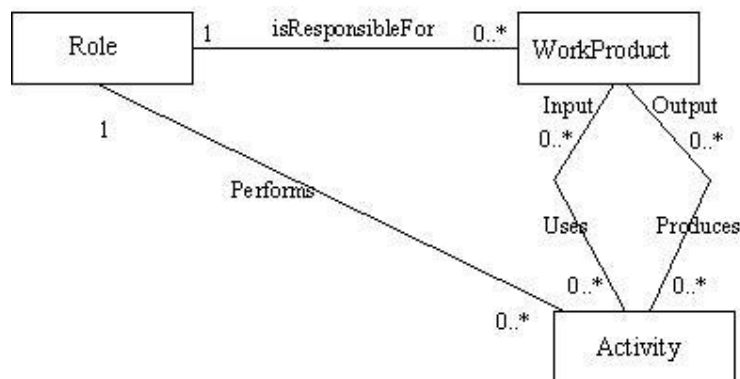 isResponsibleFor
Role
1
0..*
WorkProduct
Input
Output
1
0..*
0..*
Performs
Uses
Produces
0..*
0..*
0..*
Activity